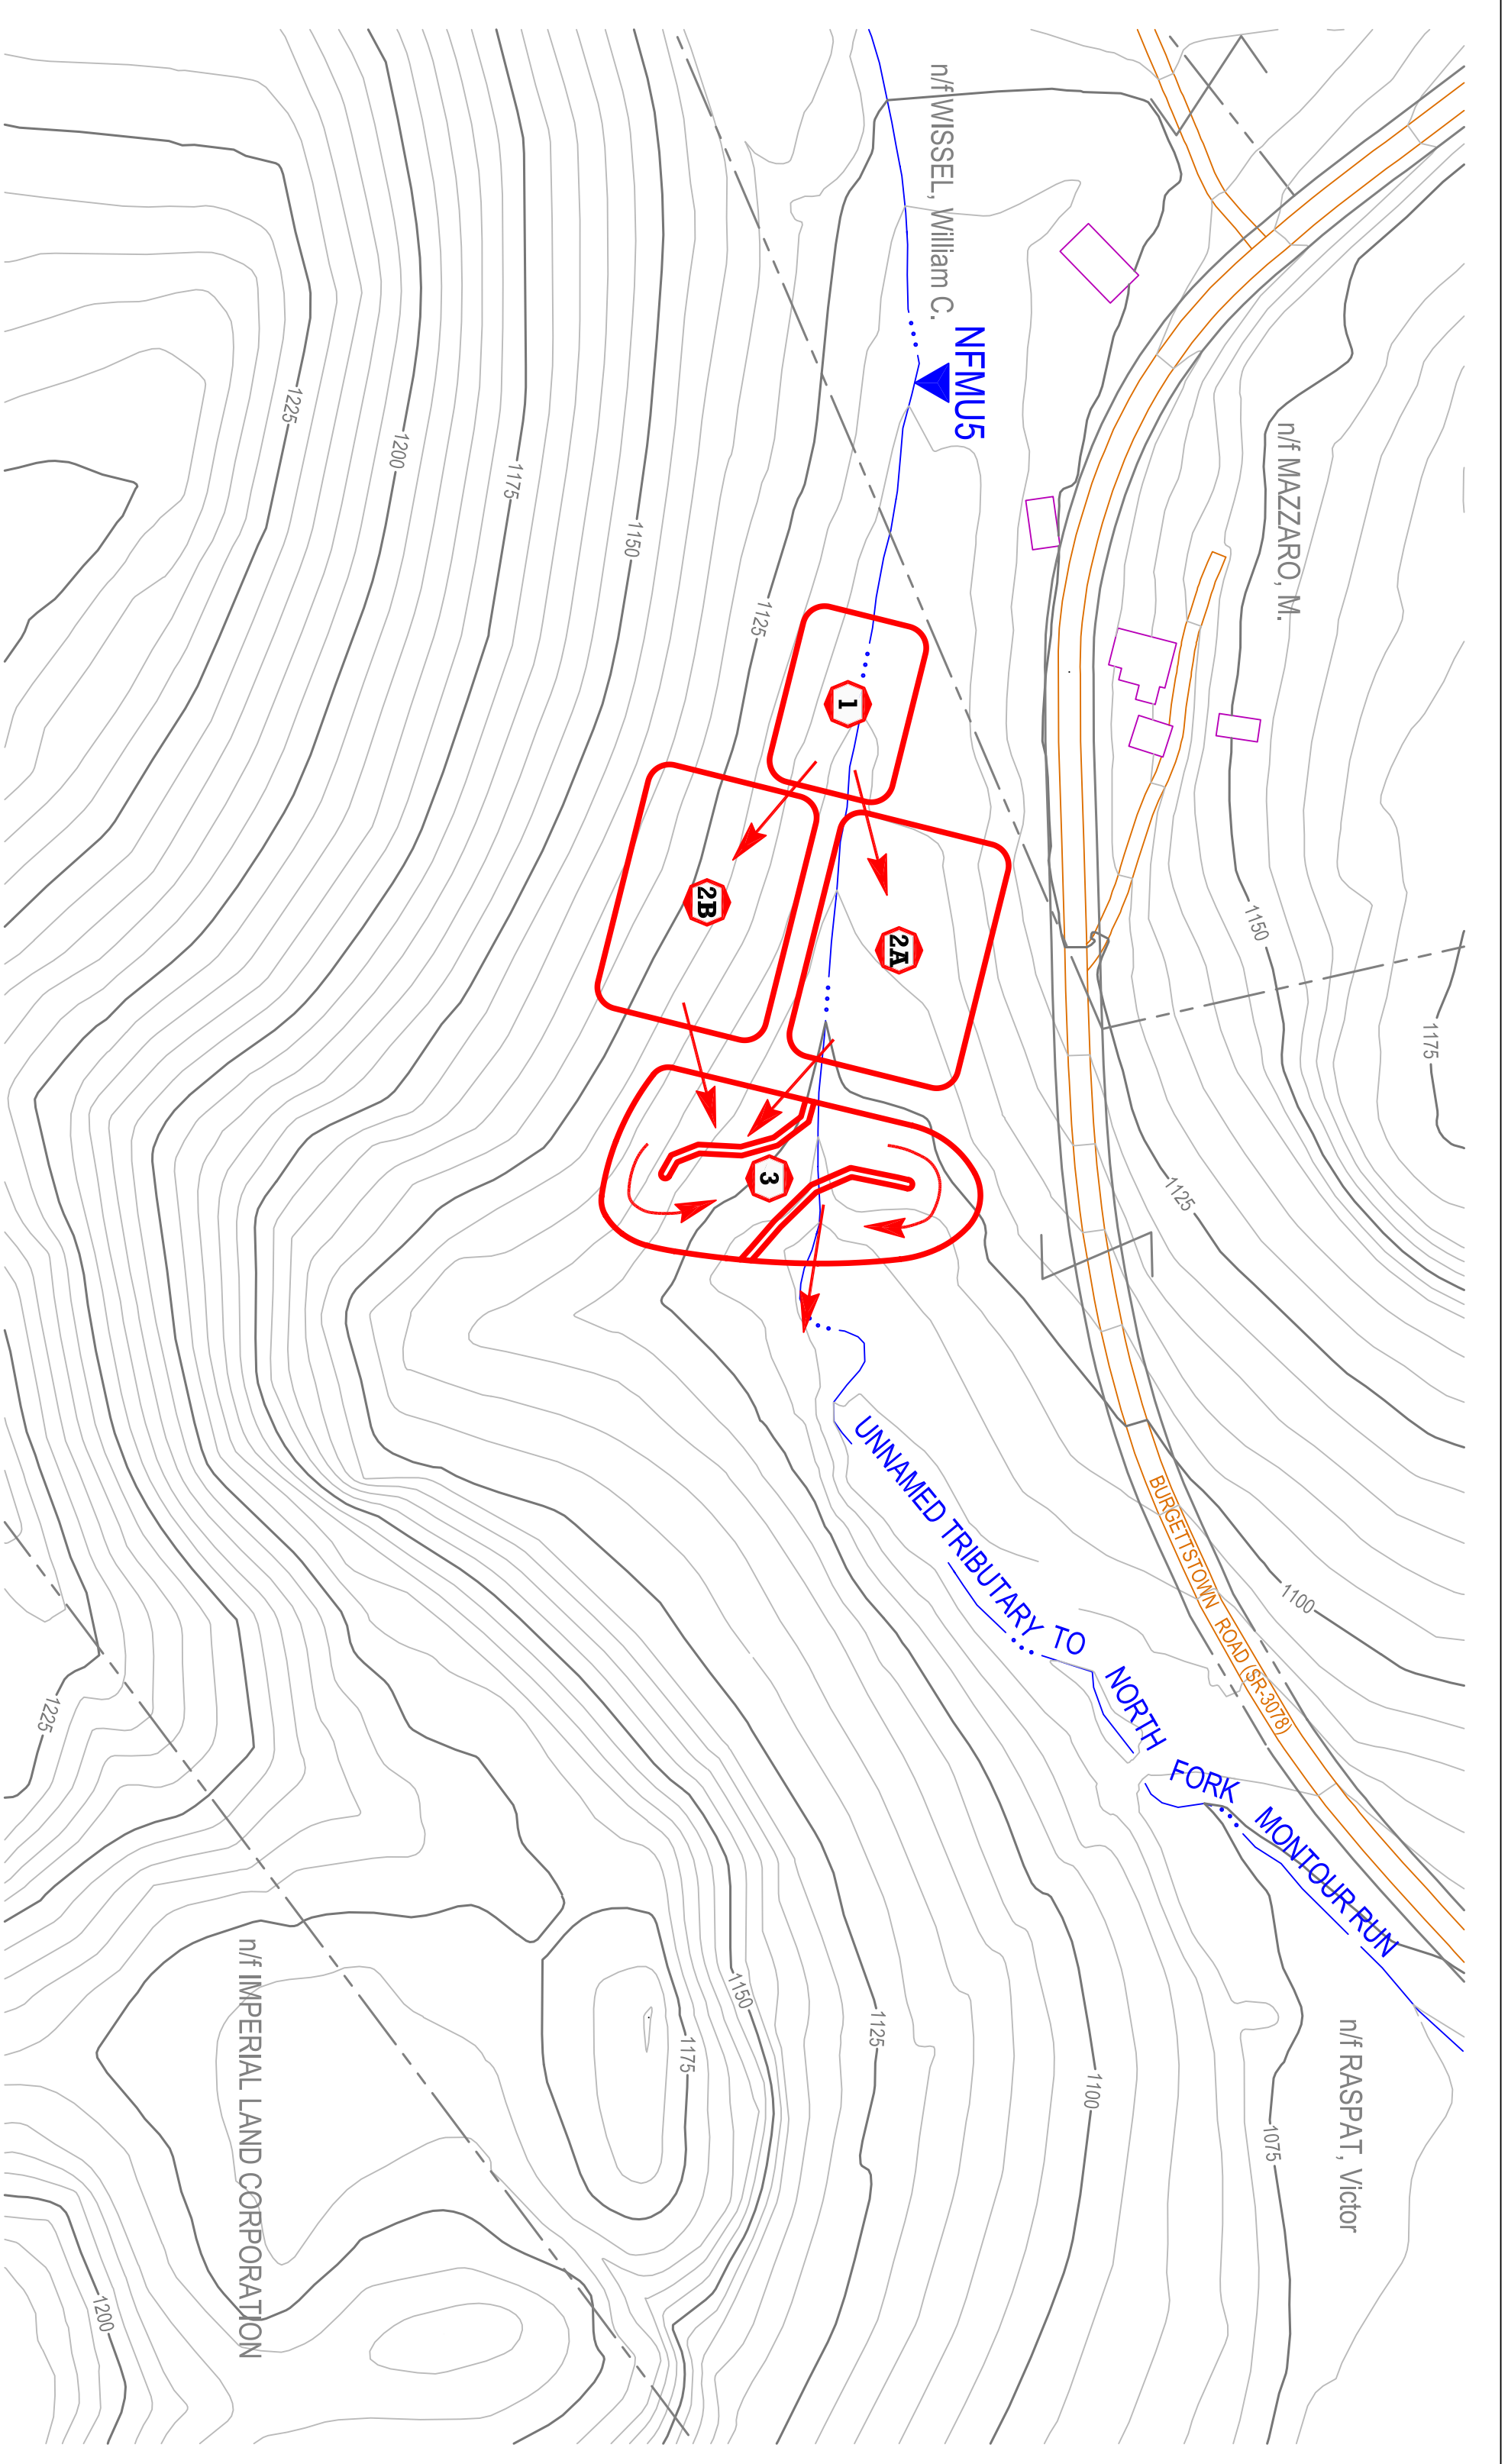 n/f WISSEL, William C.
NFMU5
n/f MAZZARO, M.
1225
1200
1175
1150
1125
1
2B
2A
3
1150
1175
1125
1100
UNNAMED TRIBUTARY TO NORTH FORK MONTOUR RUN
BURGETTSTOWN ROAD (SR-3078)
1225
n/f IMPERIAL LAND CORPORATION
1150
1175
1125
1100
1075
n/f RASPAT, Victor
1200